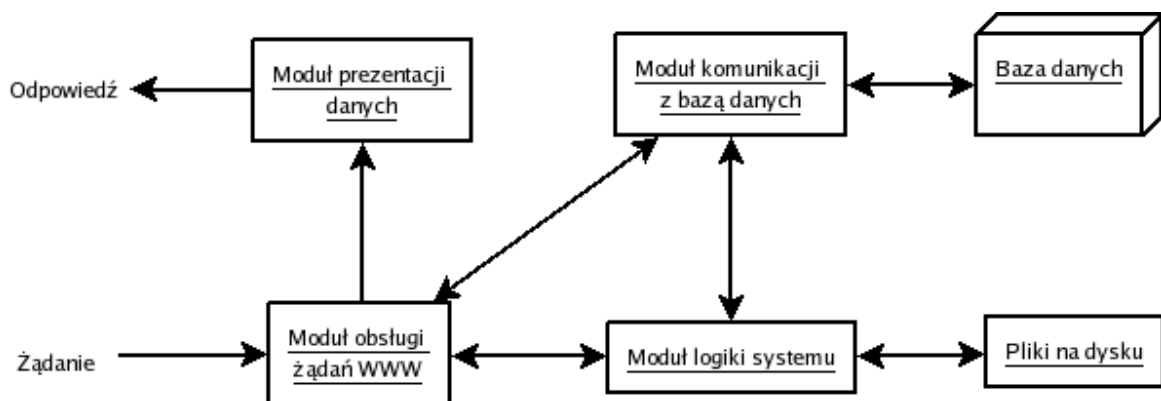 Odpowiedź
Moduł prezentacji
danych
Moduł komunikacji
z bazą danych
Baza danych
Żądanie
Moduł obsługi
żądań WWW
Moduł logiki systemu
Pliki na dysku